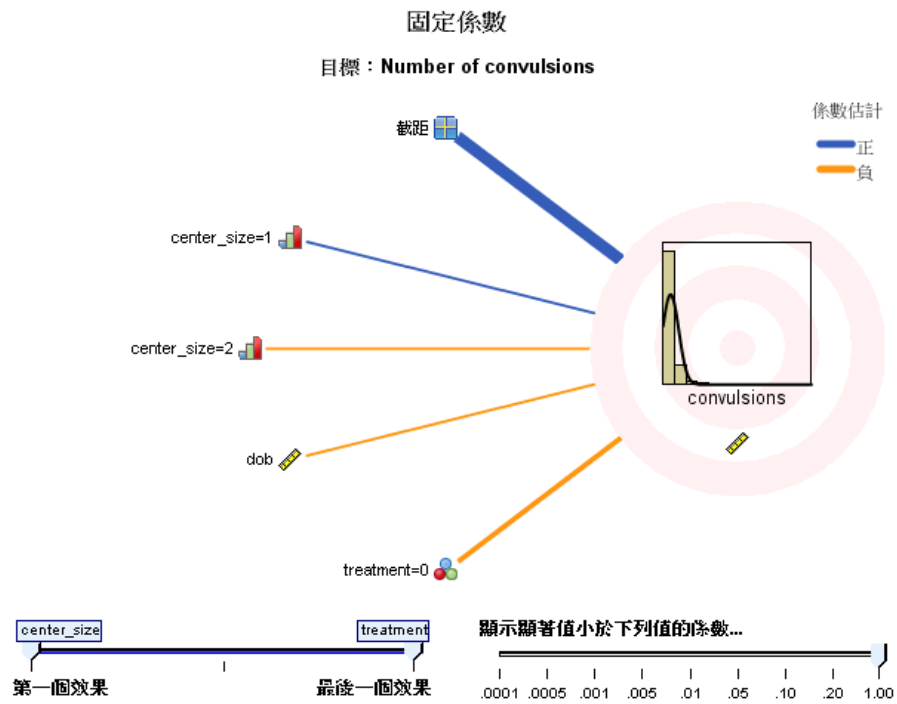 固定係數
目標：Number of convulsions
係數估計
正
負
截距
center_size=1
center_size=2
dob
treatment=0
convulsions
center_size
treatment
第一個效果
最後一個效果
顯示顯著值小於下列值的係數...
.0001 .0005 .001 .005 .01 .05 .10 .20 1.00